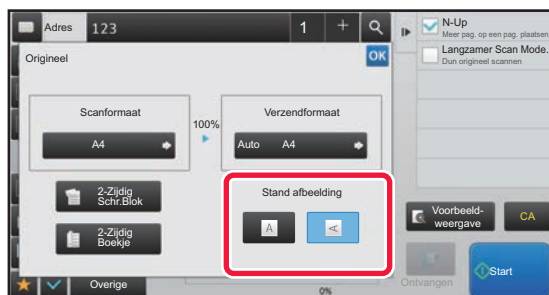 Adres 123 1 +
N-Up
Meer pag. op een pag. plaatsen
Langzamer Scan Mode.
Dun origineel scannen
Origineel
OK
Scanformaat
100%
Verzendformaat
A4
Auto A4
2-Zijdig
Schr.Blok
2-Zijdig
Boekje
Stand afbeelding
A
A
Voorbeeld-
weergave
CA
Ontvangen
Start
Overige
0%